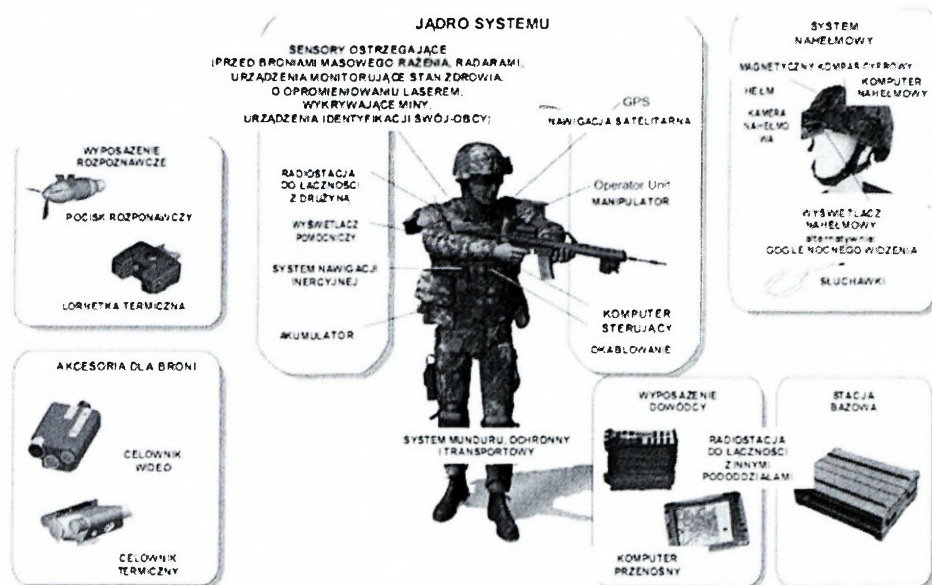 JĄDRO SYSTEMU
SENSORY OSTRZEGAJĄCE
(PRZED BRONIAMI MASOWEGO RAŻENIA, RADARAMI,
URZĄDZENIA MONITORUJĄCE STAN ZDROWIA,
O OPROMIENIOWANIU LASEREM,
WYKRYWAJĄCE MINY,
URZĄDZENIA IDENTYFIKACJI SWÓJ-OBCY)
GPS
NAWIGACJA SATELITARNA
RADIOSTACJA
DO ŁĄCZNOŚCI
Z DRUŻYNĄ
Operator Unit
MANIPULATOR
WYŚWIETLACZ
POMOCNICZY
SYSTEM NAWIGACJI
INERCYJNEJ
AKUMULATOR
KOMPUTER
STERUJĄCY
OKABLOWANIE
SYSTEM MUNDURU, OCHRONNY
I TRANSPORTOWY
SYSTEM
NAHEŁMOWY
MAGNETYCZNY KOMPAS CYFROWY
HEŁM
KOMPUTER
NAHEŁMOWY
KAMERA
NAHEŁMO
WA
WYŚWIETLACZ
NAHEŁMOWY
alternatywnie:
GOGLE NOCNEGO WIDZENIA
SŁUCHAWKI
WYPOSAŻENIE
ROZPOZNAWCZE
POCISK ROZPONAWCZY
LORNETKA TERMICZNA
AKCESORIA DLA BRONI
CELOWNIK
WIDEO
CELOWNIK
TERMICZNY
WYPOSAŻENIE
DOWÓDCY
RADIOSTACJA
DO ŁĄCZNOŚCI
Z INNYMI
PODODDZIAŁAMI
KOMPUTER
PRZENOŚNY
STACJA
BAZOWA